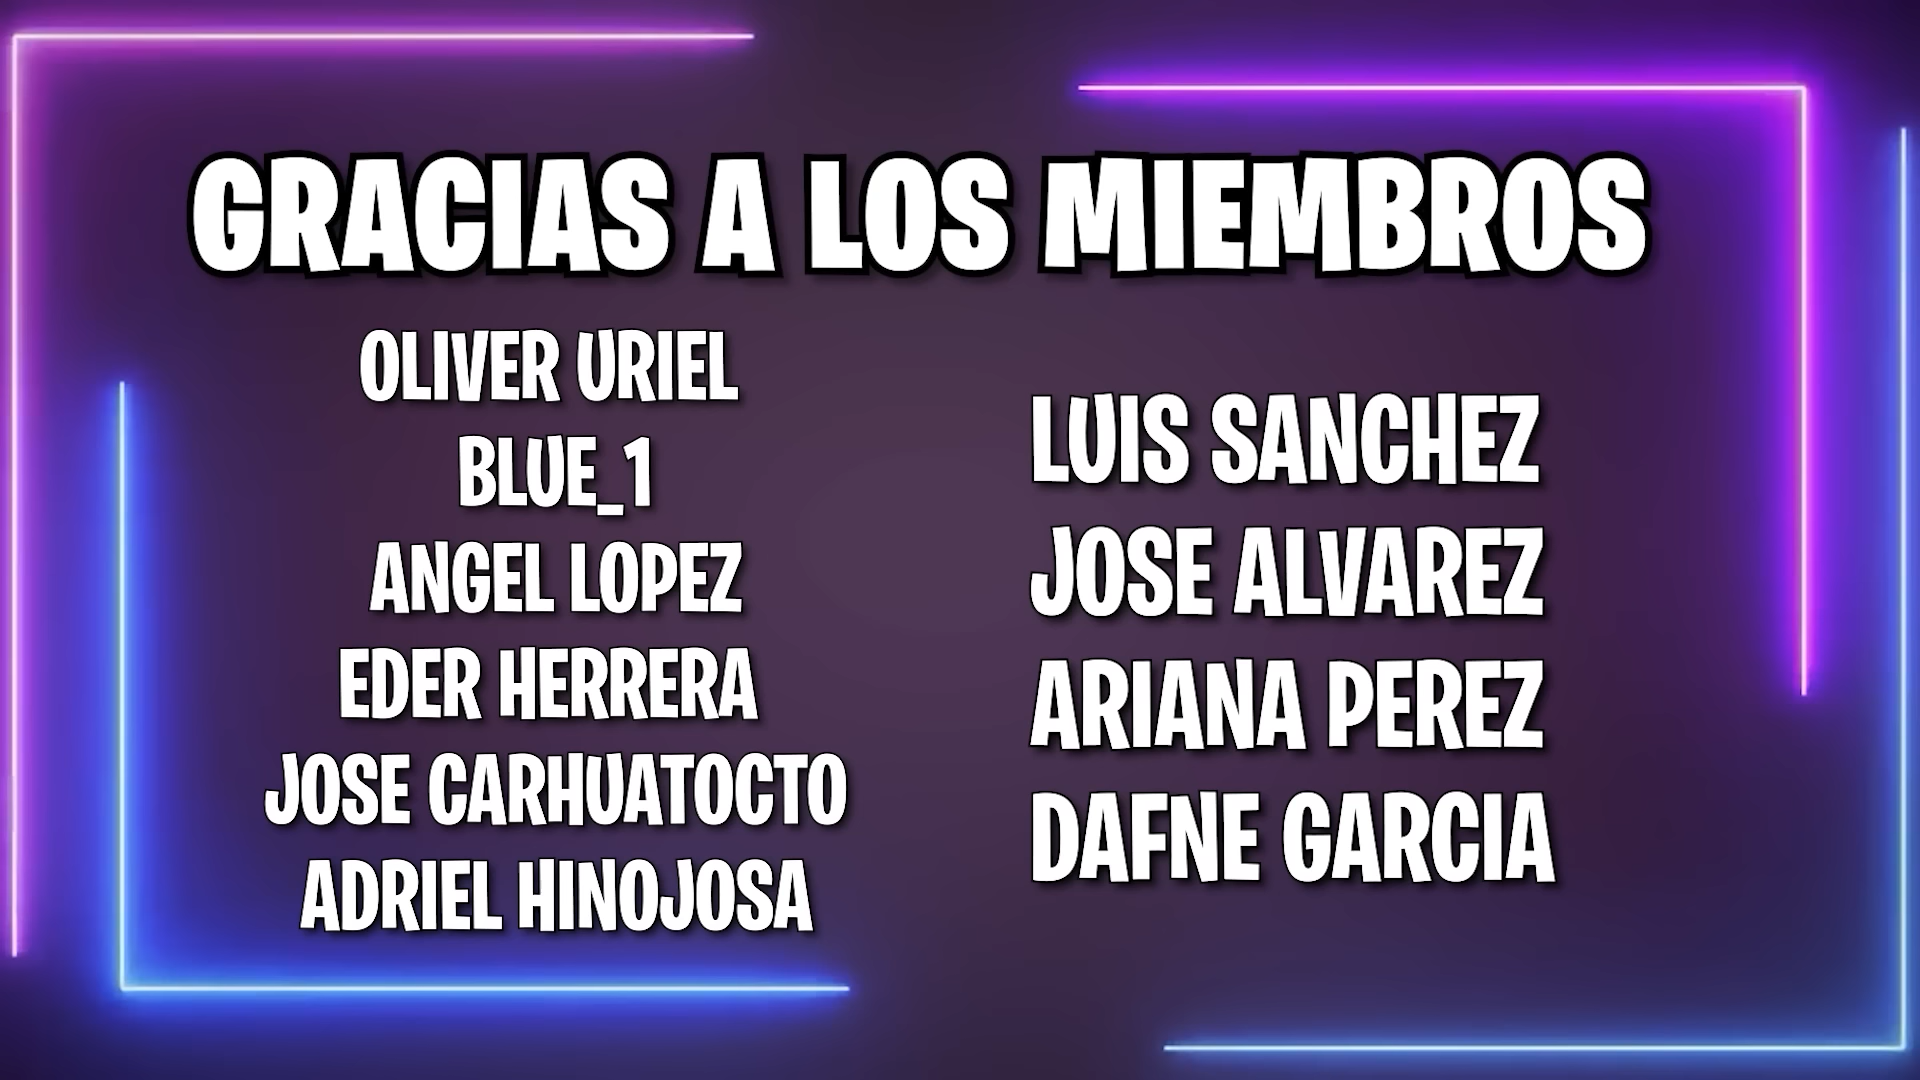 GRACIAS A LOS MIEMBROS
OLIVER URIEL
BLUE_1
ANGEL LOPEZ
EDER HERRERA
JOSE CARHUATOCTO
ADRIEL HINOJOSA
LUIS SANCHEZ
JOSE ALVAREZ
ARIANA PEREZ
DAFNE GARCIA